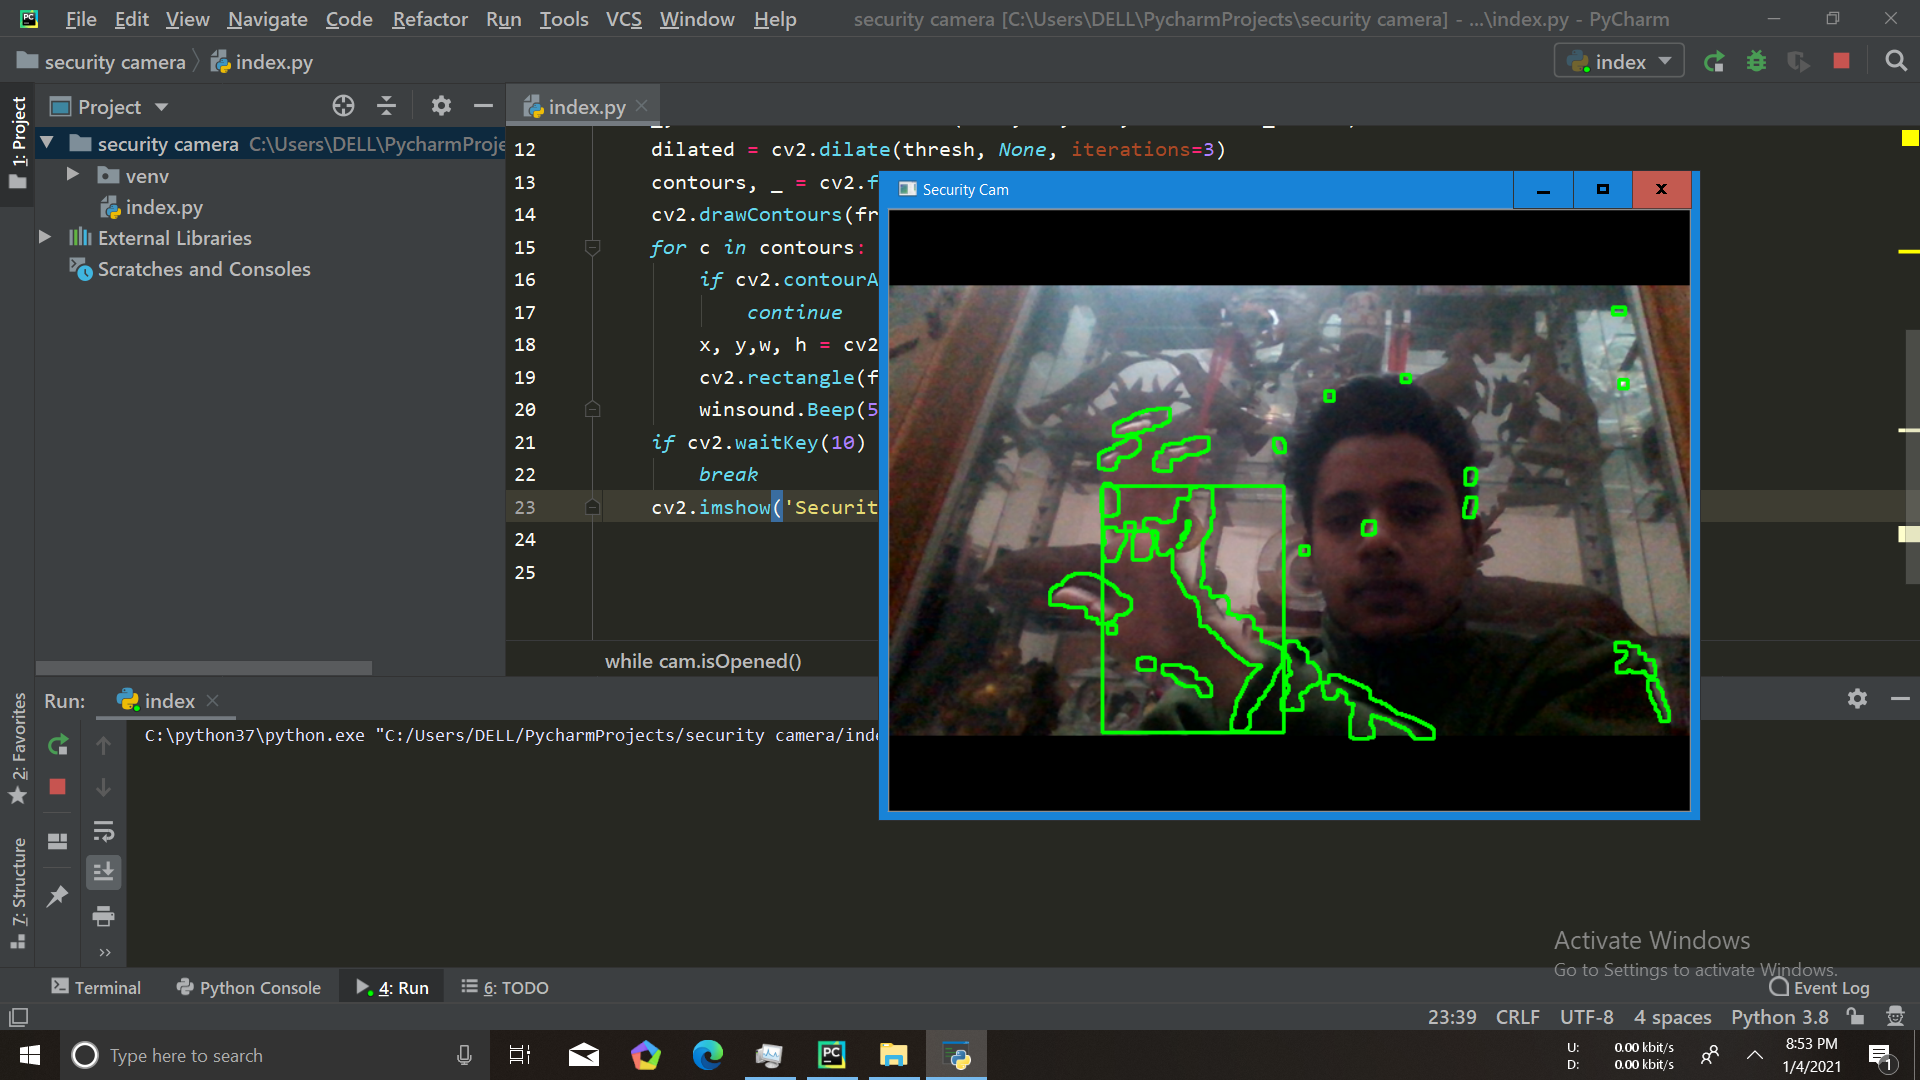 File Edit View Navigate Code Refactor Run Tools VCS Window Help security camera [C:\Users\DELL\PycharmProjects\security camera] - ...\index.py - PyCharm
security camera index.py index
Project index.py
1: Project
security camera C:\Users\DELL\PycharmProje
venv
index.py
External Libraries
Scratches and Consoles
12 dilated = cv2.dilate(thresh, None, iterations=3)
13 contours, _ = cv2.f
14 cv2.drawContours(fr
15 for c in contours:
16 if cv2.contourA
17 continue
18 x, y,w, h = cv2
19 cv2.rectangle(f
20 winsound.Beep(5
21 if cv2.waitKey(10)
22 break
23 cv2.imshow('Securit
24
25
while cam.isOpened()
Security Cam
Run: index
C:\python37\python.exe "C:/Users/DELL/PycharmProjects/security camera/inde
2: Favorites
7: Structure
Activate Windows
Go to Settings to activate Windows.
Terminal Python Console 4: Run 6: TODO Event Log
23:39 CRLF UTF-8 4 spaces Python 3.8
Type here to search
U: 0.00 kbit/s
D: 0.00 kbit/s
8:53 PM
1/4/2021
1